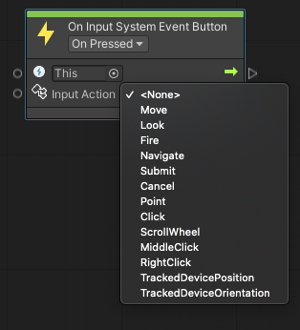 On Input System Event Button
On Pressed
This
Input Action
<None>
Move
Look
Fire
Navigate
Submit
Cancel
Point
Click
ScrollWheel
MiddleClick
RightClick
TrackedDevicePosition
TrackedDeviceOrientation